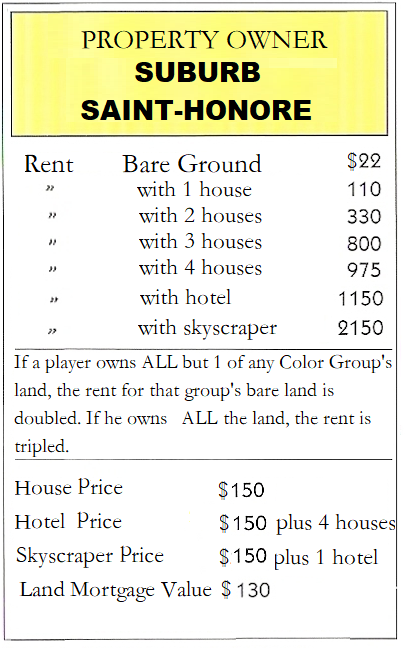 PROPERTY OWNER
SUBURB
SAINT-HONORE
Rent Bare Ground $22
" with 1 house 110
" with 2 houses 330
" with 3 houses 800
" with 4 houses 975
" with hotel 1150
" with skyscraper 2150
If a player owns ALL but 1 of any Color Group's
land, the rent for that group's bare land is
doubled. If he owns ALL the land, the rent is
tripled.
House Price $150
Hotel Price $150 plus 4 houses
Skyscraper Price $150 plus 1 hotel
Land Mortgage Value $130